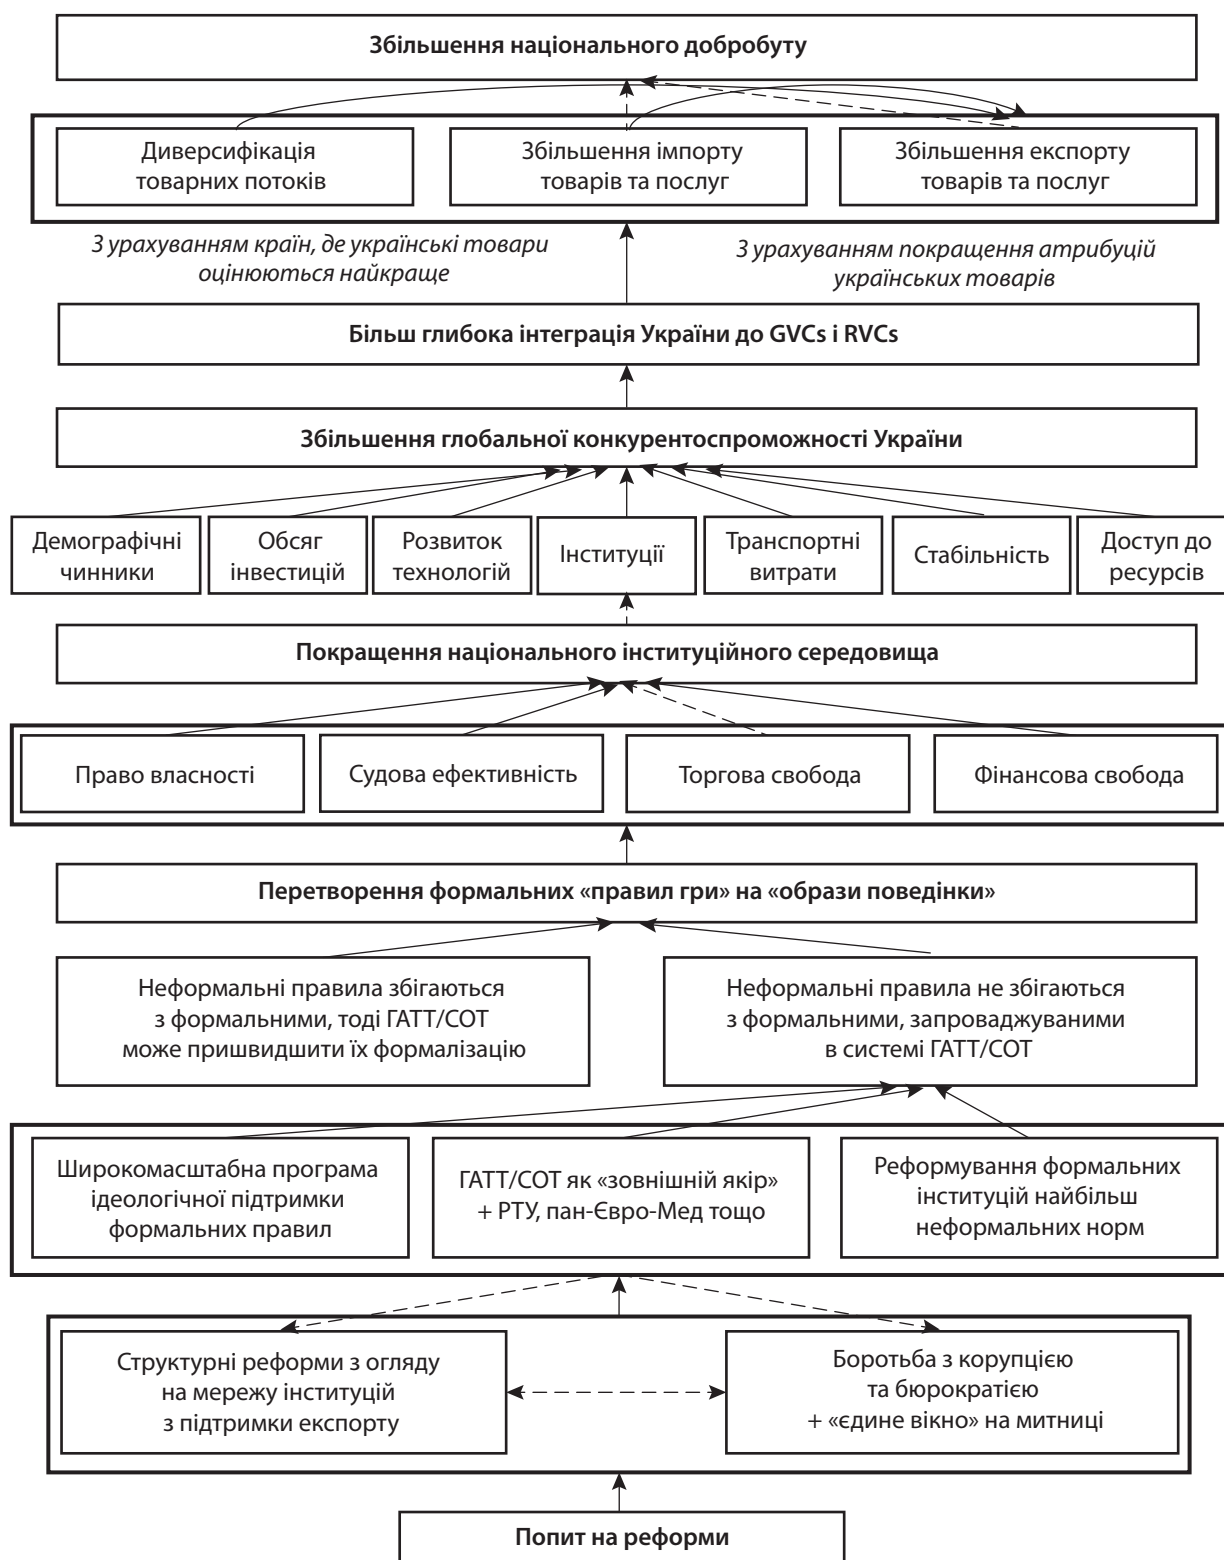 Збільшення національного добробуту
Диверсифікація
товарних потоків
Збільшення імпорту
товарів та послуг
Збільшення експорту
товарів та послуг
З урахуванням країн, де українські товари
оцінюються найкраще
З урахуванням покращення атрибуцій
українських товарів
Більш глибока інтеграція України до GVCs і RVCs
Збільшення глобальної конкурентоспроможності України
Демографічні
чинники
Обсяг
інвестицій
Розвиток
технологій
Інституції
Транспортні
витрати
Стабільність
Доступ до
ресурсів
Покращення національного інституційного середовища
Право власності
Судова ефективність
Торгова свобода
Фінансова свобода
Перетворення формальних «правил гри» на «образи поведінки»
Неформальні правила збігаються
з формальними, тоді ГАТТ/СОТ
може пришвидшити їх формалізацію
Неформальні правила не збігаються
з формальними, запроваджуваними
в системі ГАТТ/СОТ
Широкомасштабна програма
ідеологічної підтримки
формальних правил
ГАТТ/СОТ як «зовнішній якір»
+ РТУ, пан-Євро-Мед тощо
Реформування формальних
інституцій найбільш
неформальних норм
Структурні реформи з огляду
на мережу інституцій
з підтримки експорту
Боротьба з корупцією
та бюрократією
+ «єдине вікно» на митниці
Попит на реформи